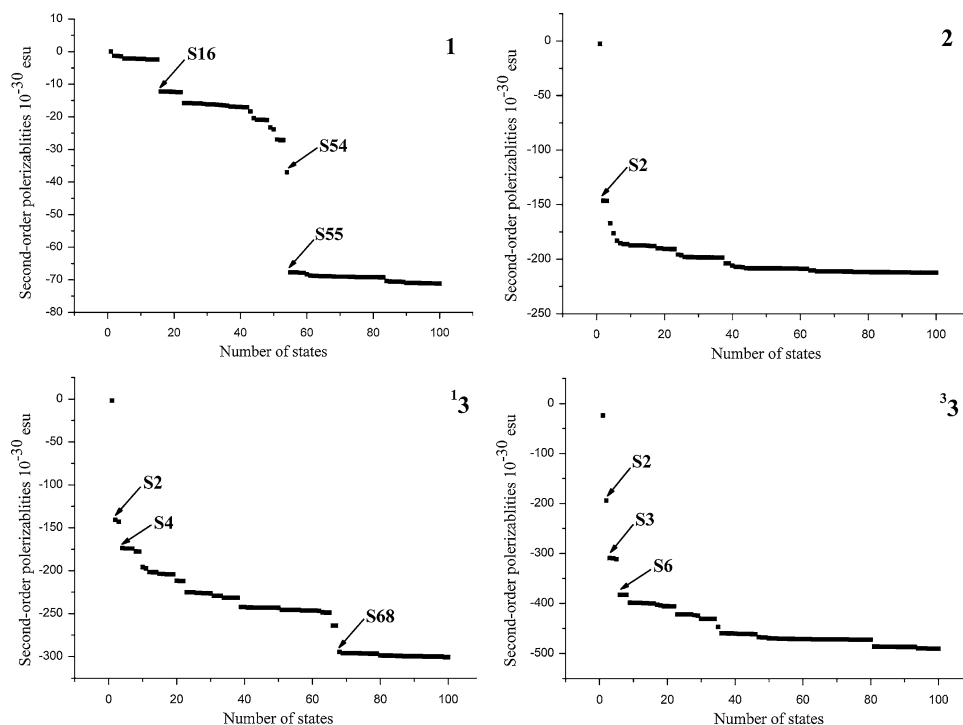 1
10
0
-10
-20
-30
-40
-50
-60
-70
-80
0 20 40 60 80 100
Second-order polerizablities 10⁻³⁰ esu
Number of states
S16
S54
S55
2
0
-50
-100
-150
-200
-250
0 20 40 60 80 100
Second-order polerizablities 10⁻³⁰ esu
Number of states
S2
¹3
0
-50
-100
-150
-200
-250
-300
0 20 40 60 80 100
Second-order polerizablities 10⁻³⁰ esu
Number of states
S2
S4
S68
³3
0
-100
-200
-300
-400
-500
0 20 40 60 80 100
Second-order polerizablities 10⁻³⁰ esu
Number of states
S2
S3
S6